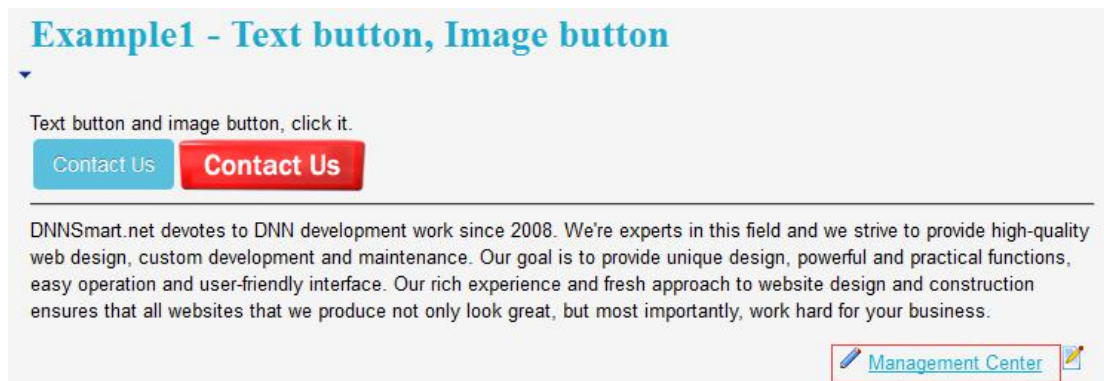 Example1 - Text button, Image button
Text button and image button, click it.
Contact Us Contact Us
DNNSmart.net devotes to DNN development work since 2008. We're experts in this field and we strive to provide high-quality
web design, custom development and maintenance. Our goal is to provide unique design, powerful and practical functions,
easy operation and user-friendly interface. Our rich experience and fresh approach to website design and construction
ensures that all websites that we produce not only look great, but most importantly, work hard for your business.
Management Center